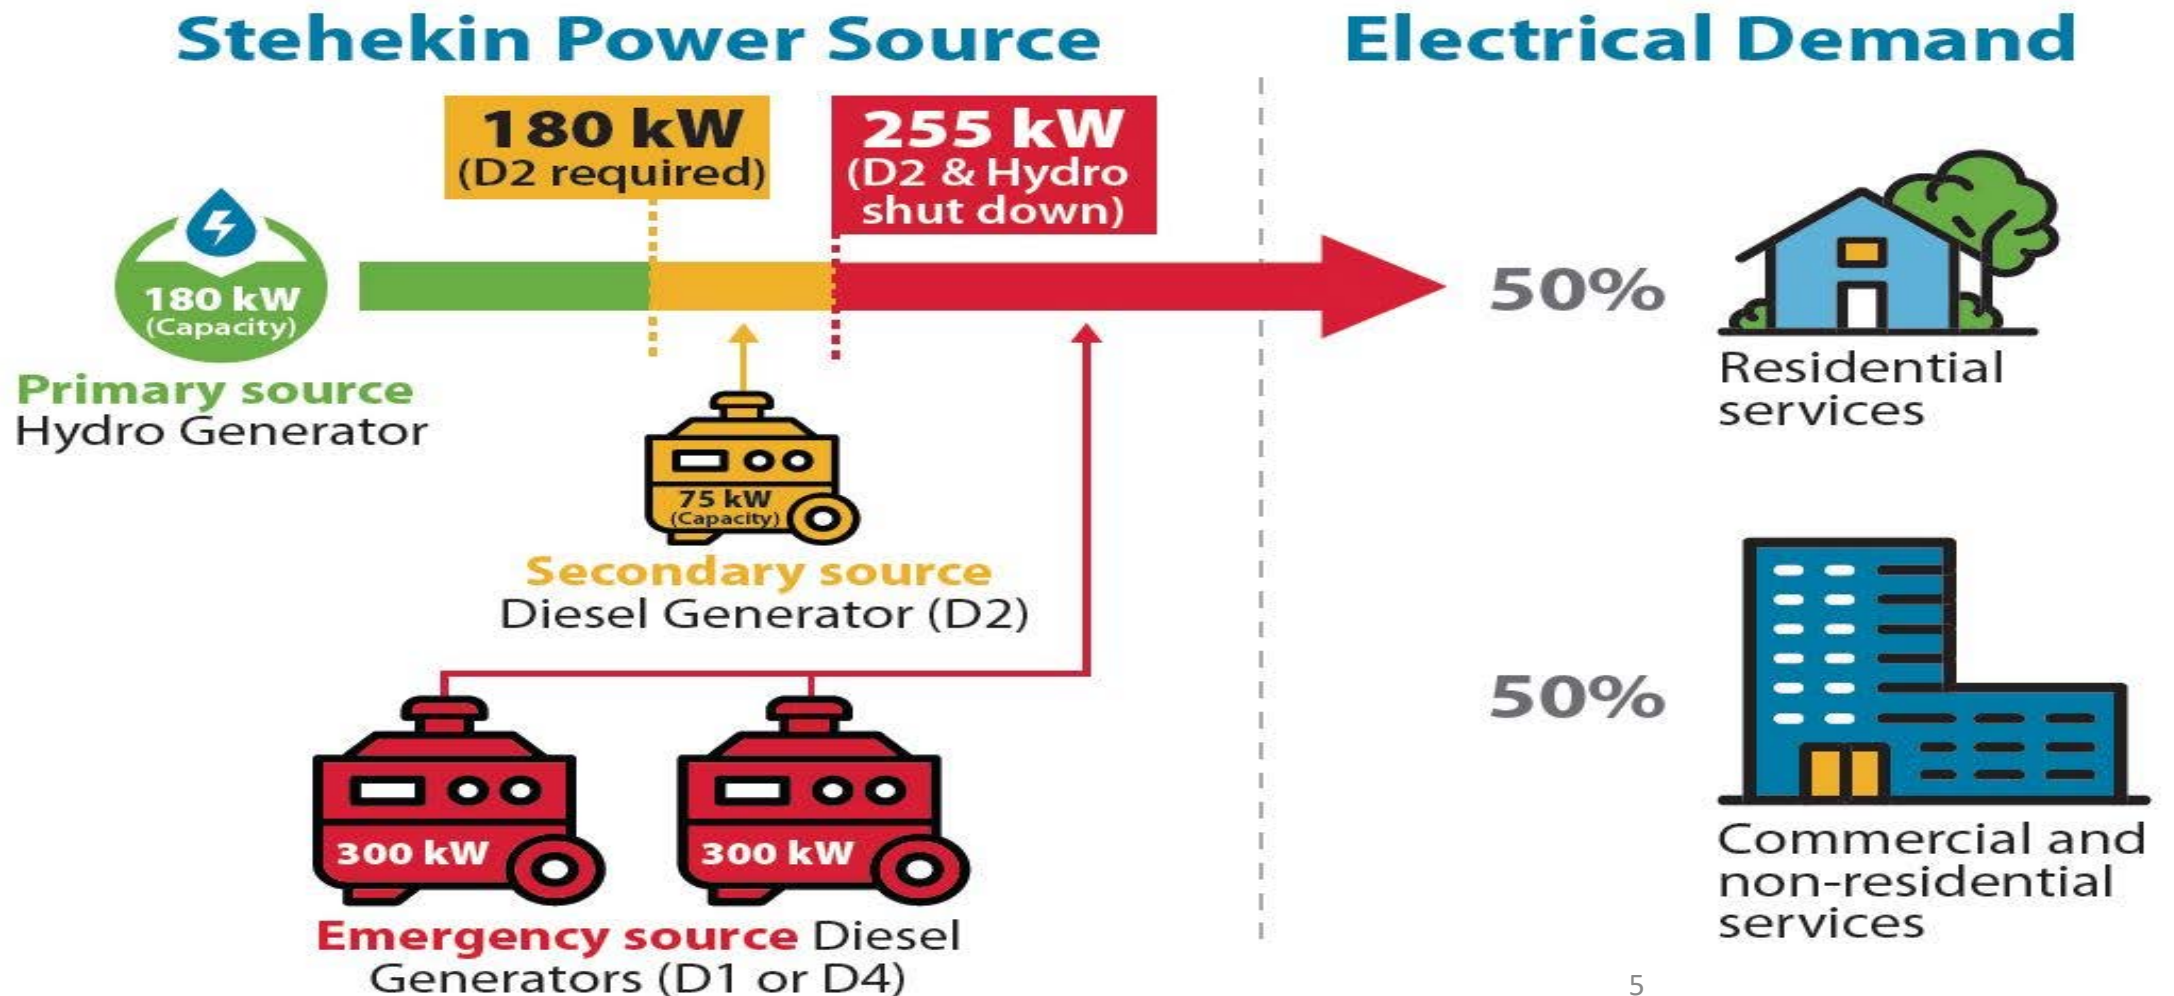 Stehekin Power Source
Electrical Demand
180 kW
(D2 required)
255 kW
(D2 & Hydro
shut down)
180 kW
(Capacity)
Primary source
Hydro Generator
75 kW
(Capacity)
Secondary source
Diesel Generator (D2)
300 kW
300 kW
Emergency source Diesel
Generators (D1 or D4)
50%
Residential
services
50%
Commercial and
non-residential
services
5